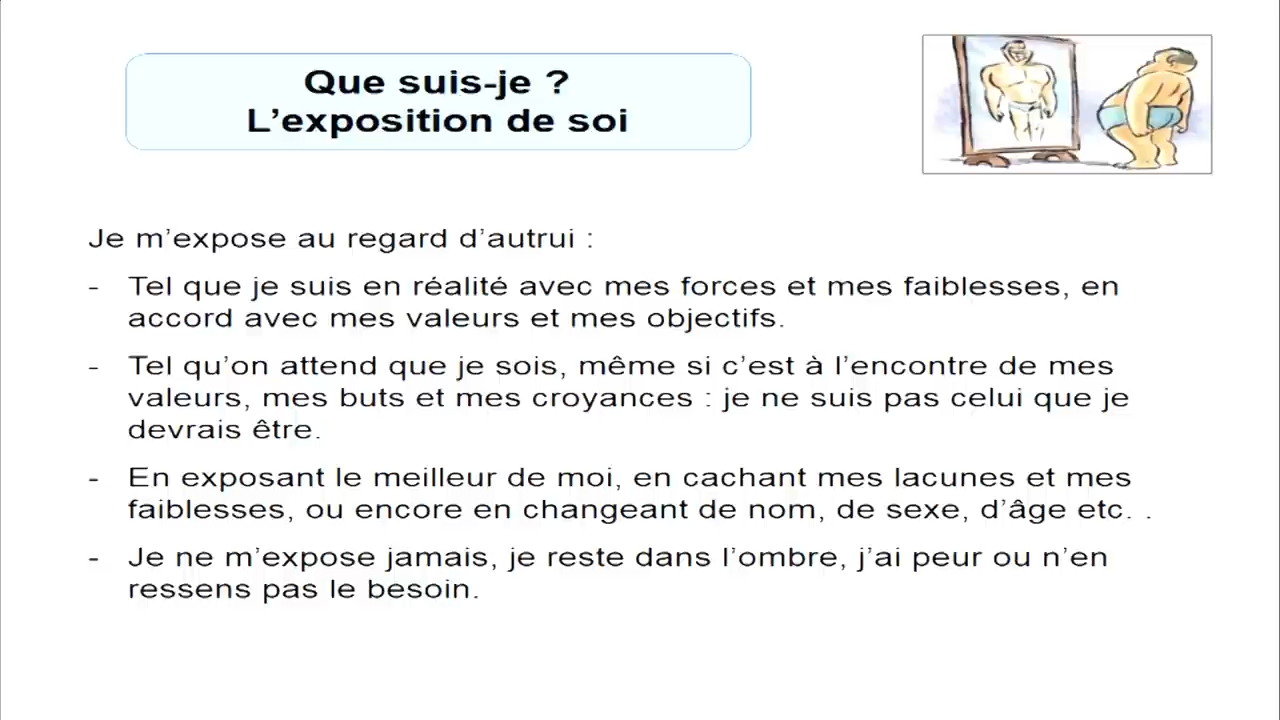 Que suis-je ?
L’exposition de soi
Je m’expose au regard d’autrui :
- Tel que je suis en réalité avec mes forces et mes faiblesses, en
accord avec mes valeurs et mes objectifs.
- Tel qu’on attend que je sois, même si c’est à l’encontre de mes
valeurs, mes buts et mes croyances : je ne suis pas celui que je
devrais être.
- En exposant le meilleur de moi, en cachant mes lacunes et mes
faiblesses, ou encore en changeant de nom, de sexe, d’âge etc. .
- Je ne m’expose jamais, je reste dans l’ombre, j’ai peur ou n’en
ressens pas le besoin.